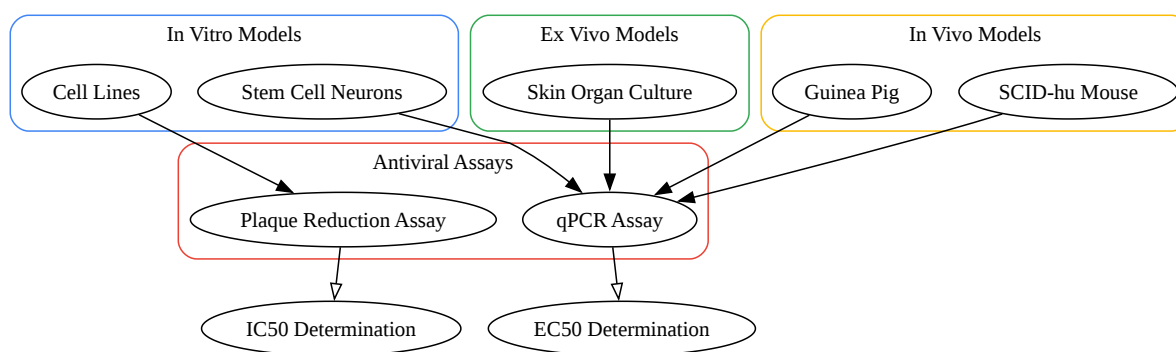 In Vitro Models
Ex Vivo Models
In Vivo Models
Cell Lines
Stem Cell Neurons
Skin Organ Culture
Guinea Pig
SCID-hu Mouse
Antiviral Assays
Plaque Reduction Assay
qPCR Assay
IC50 Determination
EC50 Determination